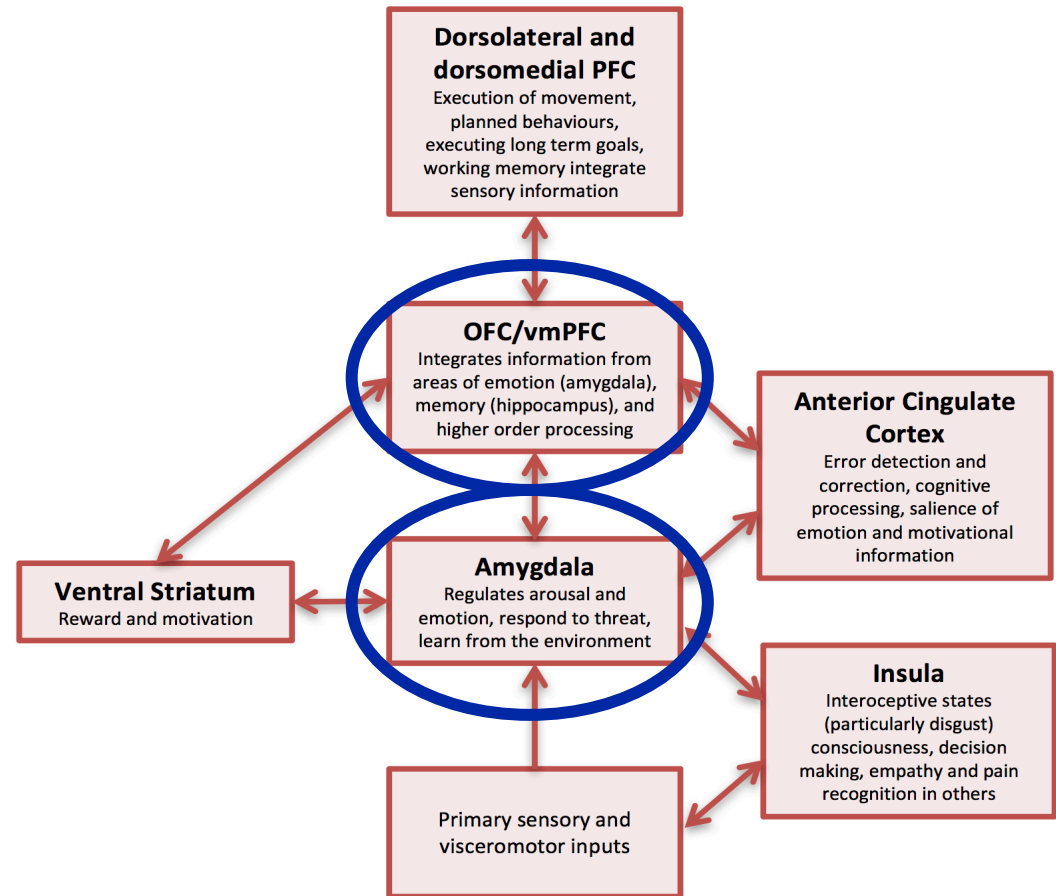 Dorsolateral and
dorsomedial PFC
Execution of movement,
planned behaviours,
executing long term goals,
working memory integrate
sensory information
OFC/vmPFC
Integrates information from
areas of emotion (amygdala),
memory (hippocampus), and
higher order processing
Anterior Cingulate
Cortex
Error detection and
correction, cognitive
processing, salience of
emotion and motivational
information
Ventral Striatum
Reward and motivation
Amygdala
Regulates arousal and
emotion, respond to threat,
learn from the environment
Insula
Interoceptive states
(particularly disgust)
consciousness, decision
making, empathy and pain
recognition in others
Primary sensory and
visceromotor inputs